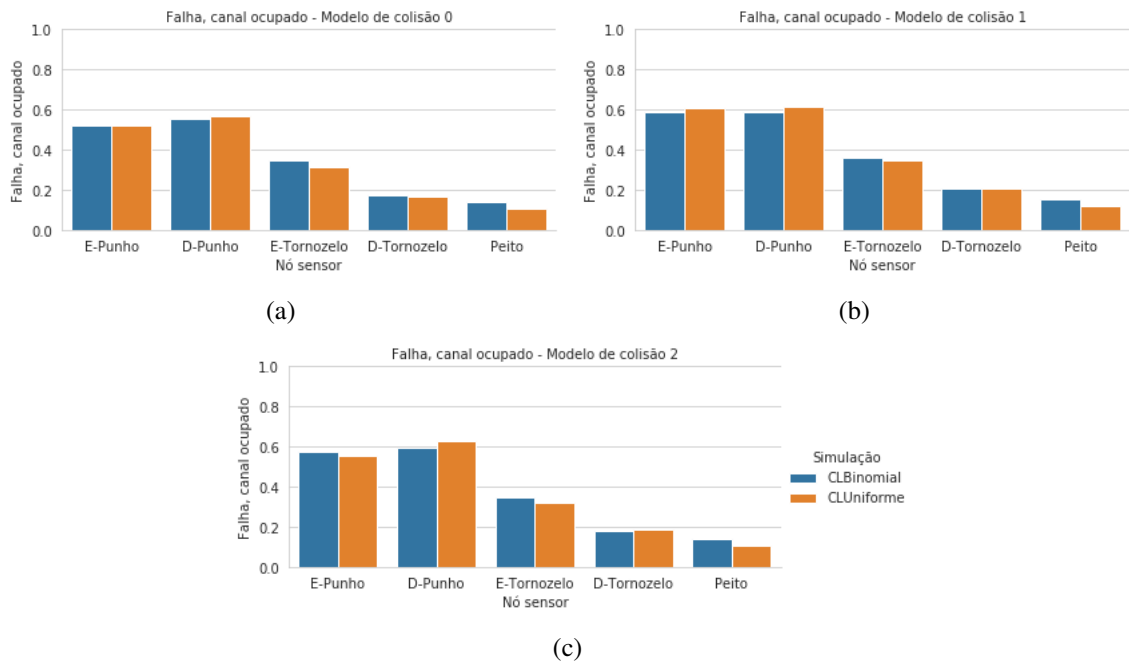 Falha, canal ocupado - Modelo de colisão 0
Falha, canal ocupado
1.0
0.8
0.6
0.4
0.2
0.0
E-Punho D-Punho E-Tornozelo D-Tornozelo Peito
Nó sensor
(a)
Falha, canal ocupado - Modelo de colisão 1
Falha, canal ocupado
1.0
0.8
0.6
0.4
0.2
0.0
E-Punho D-Punho E-Tornozelo D-Tornozelo Peito
Nó sensor
(b)
Falha, canal ocupado - Modelo de colisão 2
Falha, canal ocupado
1.0
0.8
0.6
0.4
0.2
0.0
E-Punho D-Punho E-Tornozelo D-Tornozelo Peito
Nó sensor
Simulação
CLBinomial
CLUniforme
(c)